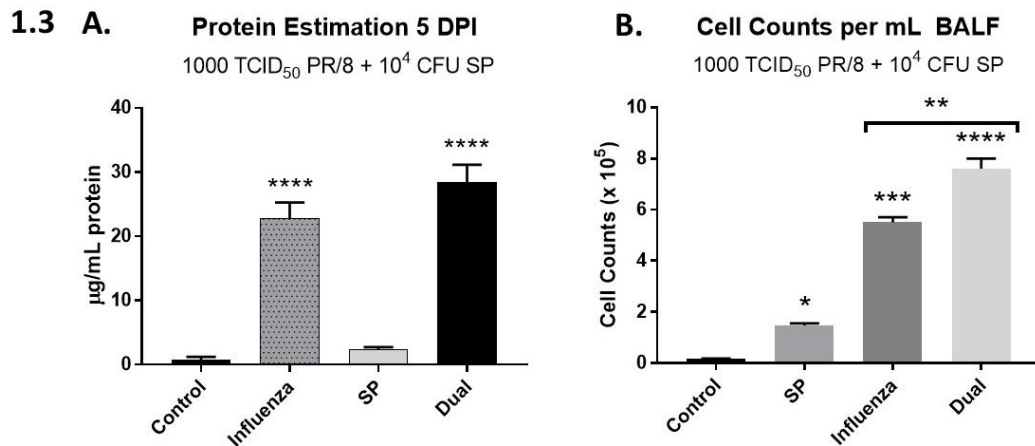 1.3 A. Protein Estimation 5 DPI
1000 TCID50 PR/8 + 10^4 CFU SP
****
****
40
30
20
10
0
µg/mL protein
Control
Influenza
SP
Dual
B. Cell Counts per mL BALF
1000 TCID50 PR/8 + 10^4 CFU SP
**
****
***
*
10
8
6
4
2
0
Cell Counts (x 10^5)
Control
SP
Influenza
Dual